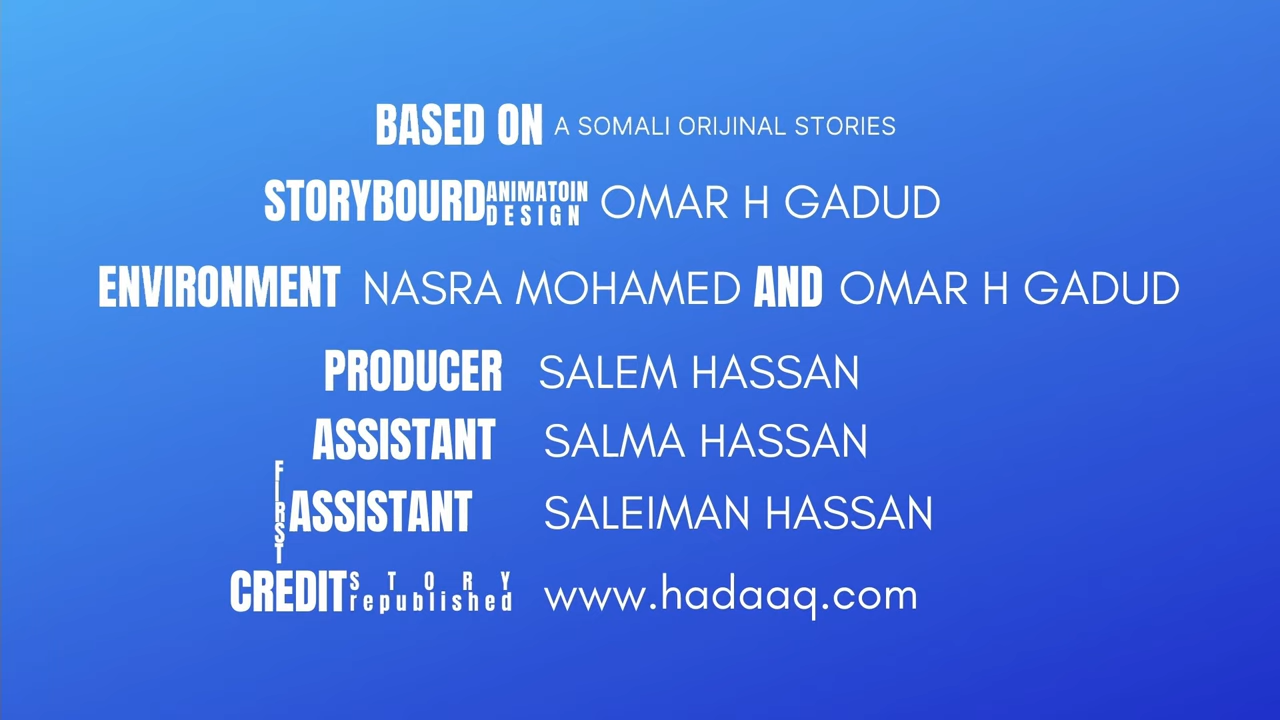 BASED ON A SOMALI ORIJINAL STORIES
STORYBOURD ANIMATOIN DESIGN OMAR H GADUD
ENVIRONMENT NASRA MOHAMED AND OMAR H GADUD
PRODUCER SALEM HASSAN
ASSISTANT SALMA HASSAN
FIRST ASSISTANT SALEIMAN HASSAN
CREDIT STORY republished www.hadaaq.com